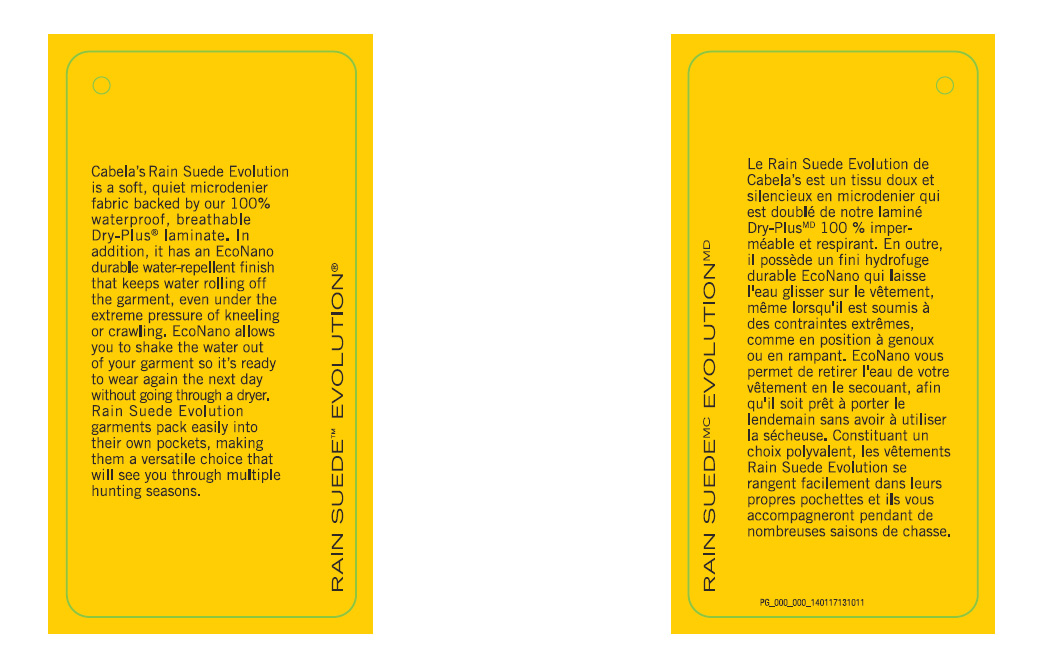 Cabela's Rain Suede Evolution
is a soft, quiet microdenier
fabric backed by our 100%
waterproof, breathable
Dry-Plus® laminate. In
addition, it has an EcoNano
durable water-repellent finish
that keeps water rolling off
the garment, even under the
extreme pressure of kneeling
or crawling. EcoNano allows
you to shake the water out
of your garment so it's ready
to wear again the next day
without going through a dryer.
Rain Suede Evolution
garments pack easily into
their own pockets, making
them a versatile choice that
will see you through multiple
hunting seasons.
RAIN SUEDE™ EVOLUTION®
RAIN SUEDEMC EVOLUTIONMD
Le Rain Suede Evolution de
Cabela's est un tissu doux et
silencieux en microdenier qui
est doublé de notre laminé
Dry-PlusMD 100 % imper-
méable et respirant. En outre,
il possède un fini hydrofuge
durable EcoNano qui laisse
l'eau glisser sur le vêtement,
même lorsqu'il est soumis à
des contraintes extrêmes,
comme en position à genoux
ou en rampant. EcoNano vous
permet de retirer l'eau de votre
vêtement en le secouant, afin
qu'il soit prêt à porter le
lendemain sans avoir à utiliser
la sécheuse. Constituant un
choix polyvalent, les vêtements
Rain Suede Evolution se
rangent facilement dans leurs
propres pochettes et ils vous
accompagneront pendant de
nombreuses saisons de chasse.
PG_000_000_140117131011